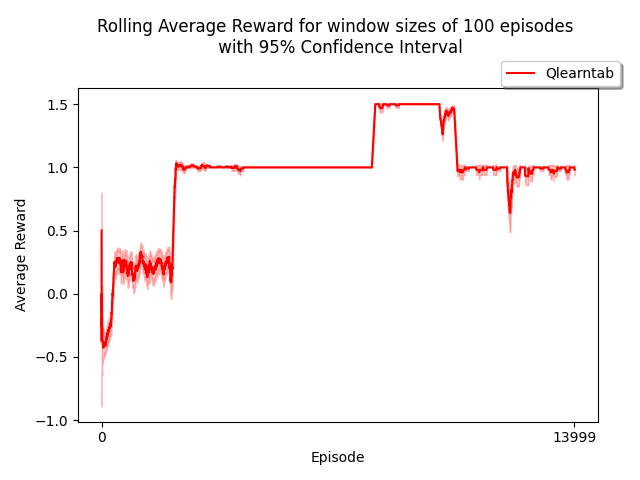 Rolling Average Reward for window sizes of 100 episodes
with 95% Confidence Interval
Qlearntab
1.5
1.0
0.5
0.0
−0.5
−1.0
Average Reward
0
13999
Episode